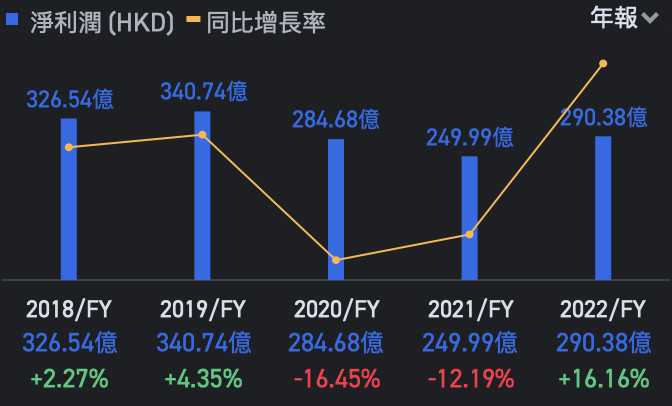 淨利潤 (HKD) 同比增長率 年報
340.74億
326.54億
284.68億
290.38億
249.99億
2018/FY 2019/FY 2020/FY 2021/FY 2022/FY
326.54億 340.74億 284.68億 249.99億 290.38億
+2.27% +4.35% -16.45% -12.19% +16.16%